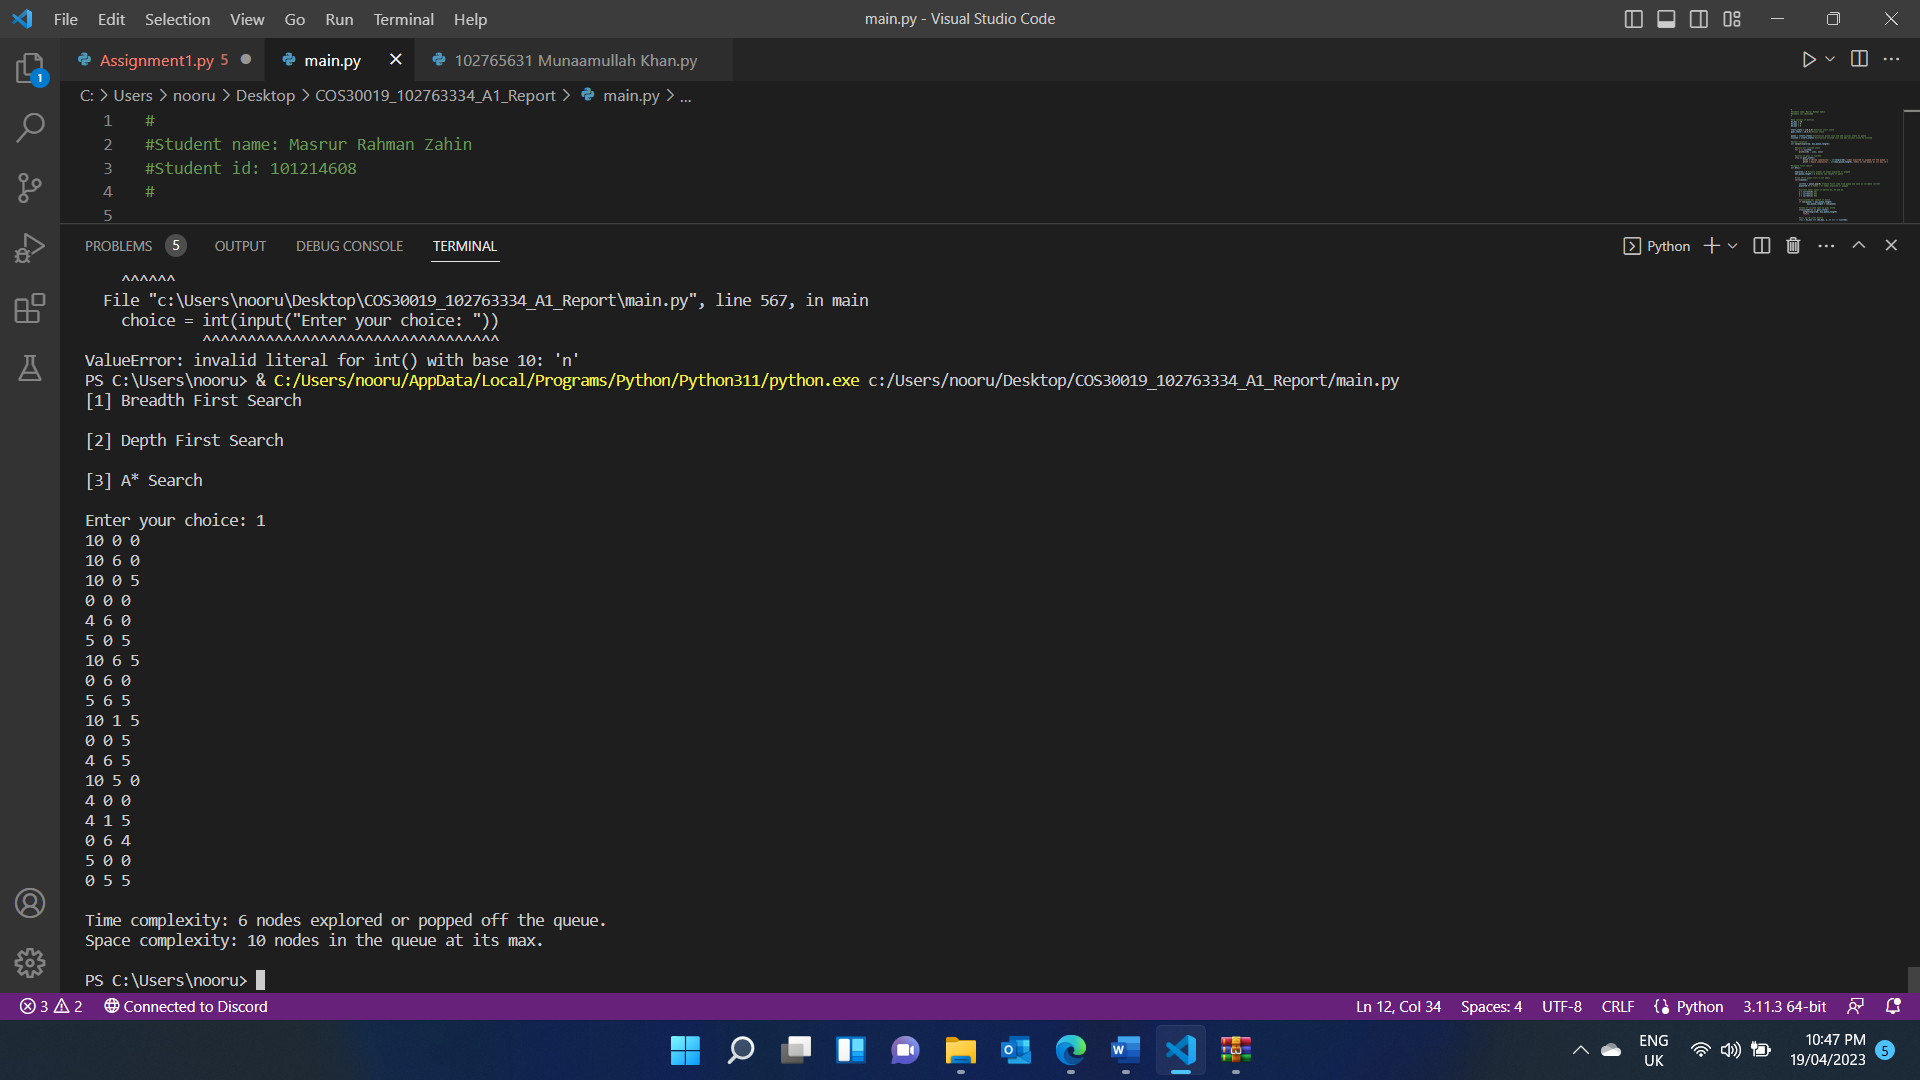 File Edit Selection View Go Run Terminal Help
main.py - Visual Studio Code
1
Assignment1.py 5
main.py
102765631 Munaamullah Khan.py
C: > Users > nooru > Desktop > COS30019_102763334_A1_Report > main.py > ...
1 #
2 #Student name: Masrur Rahman Zahin
3 #Student id: 101214608
4 #
5
PROBLEMS 5 OUTPUT DEBUG CONSOLE TERMINAL
Python
^^^^^^
File "c:\Users\nooru\Desktop\COS30019_102763334_A1_Report\main.py", line 567, in main
choice = int(input("Enter your choice: "))
^^^^^^^^^^^^^^^^^^^^^^^^^^^^^^^^^
ValueError: invalid literal for int() with base 10: 'n'
PS C:\Users\nooru> & C:/Users/nooru/AppData/Local/Programs/Python/Python311/python.exe c:/Users/nooru/Desktop/COS30019_102763334_A1_Report/main.py
[1] Breadth First Search
[2] Depth First Search
[3] A* Search
Enter your choice: 1
10 0 0
10 6 0
10 0 5
0 0 0
4 6 0
5 0 5
10 6 5
0 6 0
5 6 5
10 1 5
0 0 5
4 6 5
10 5 0
4 0 0
4 1 5
0 6 4
5 0 0
0 5 5
Time complexity: 6 nodes explored or popped off the queue.
Space complexity: 10 nodes in the queue at its max.
PS C:\Users\nooru>
3 2 Connected to Discord
Ln 12, Col 34 Spaces: 4 UTF-8 CRLF Python 3.11.3 64-bit
ENG
UK
10:47 PM
19/04/2023
5